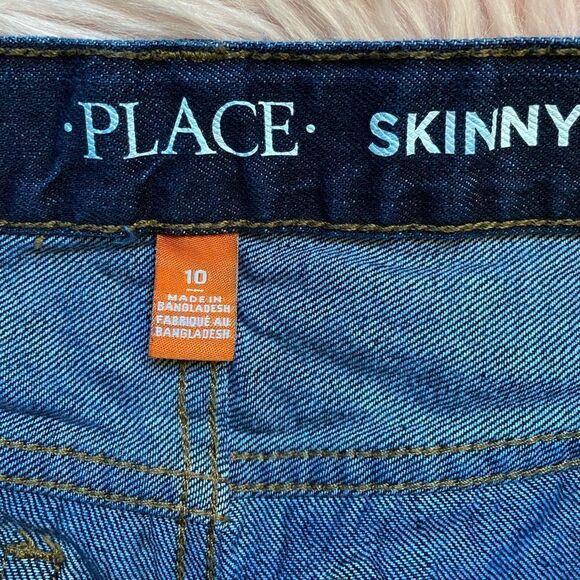 ·PLACE· SKINNY
10
MADE IN
BANGLADESH
FABRIQUÉ AU
BANGLADESH